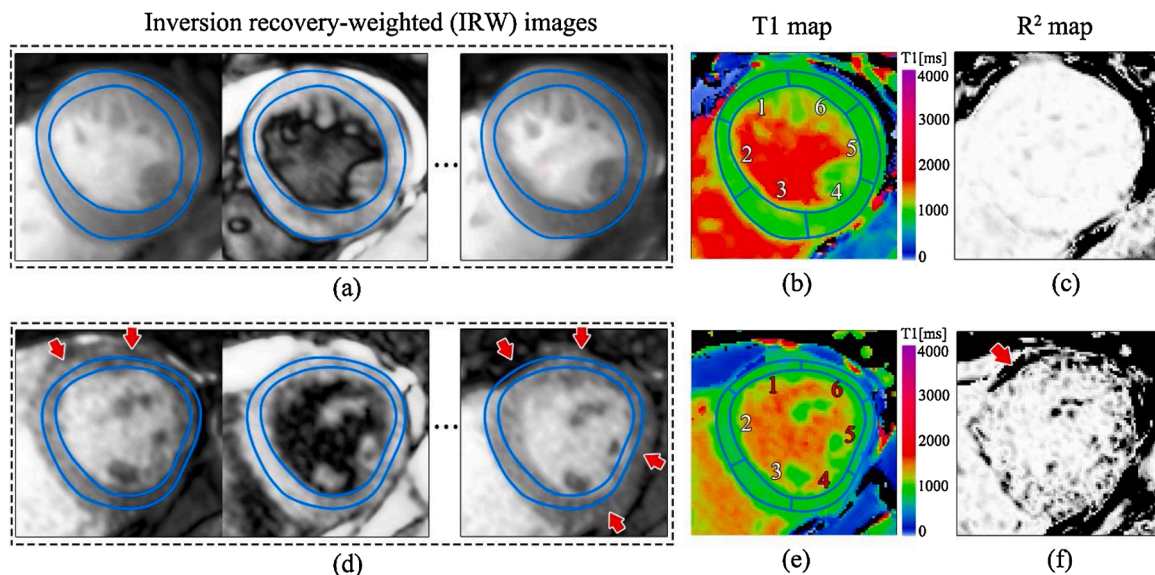 Inversion recovery-weighted (IRW) images
T1 map
R² map
T1[ms]
4000
3000
2000
1000
0
1
6
2
5
3
4
...
(a)
(b)
(c)
T1[ms]
4000
3000
2000
1000
0
1
6
2
5
3
4
...
(d)
(e)
(f)